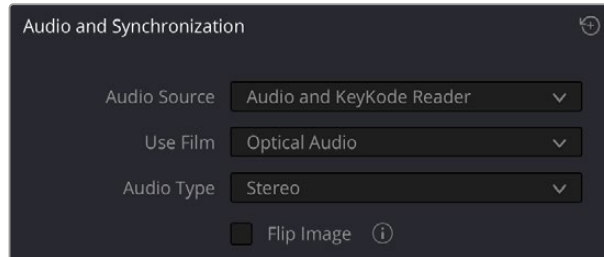 Audio and Synchronization
Audio Source Audio and KeyKode Reader
Use Film Optical Audio
Audio Type Stereo
Flip Image